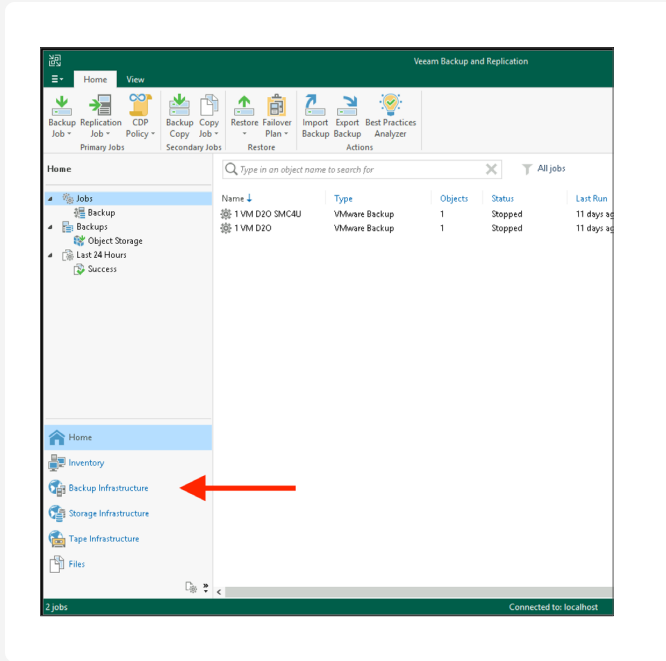 Veeam Backup and Replication
Home View
Backup Job Replication Job CDP Policy Backup Copy Copy Job Restore Failover Plan Import Backup Export Backup Best Practices Analyzer
Primary Jobs Secondary Jobs Restore Actions
Home
Type in an object name to search for
All jobs
Jobs
Backup
Backups
Object Storage
Last 24 Hours
Success
Name Type Objects Status Last Run
1 VM D2O SMC4U VMware Backup 1 Stopped 11 days ag
1 VM D2O VMware Backup 1 Stopped 11 days ag
Home
Inventory
Backup Infrastructure
Storage Infrastructure
Tape Infrastructure
Files
2 jobs Connected to: localhost